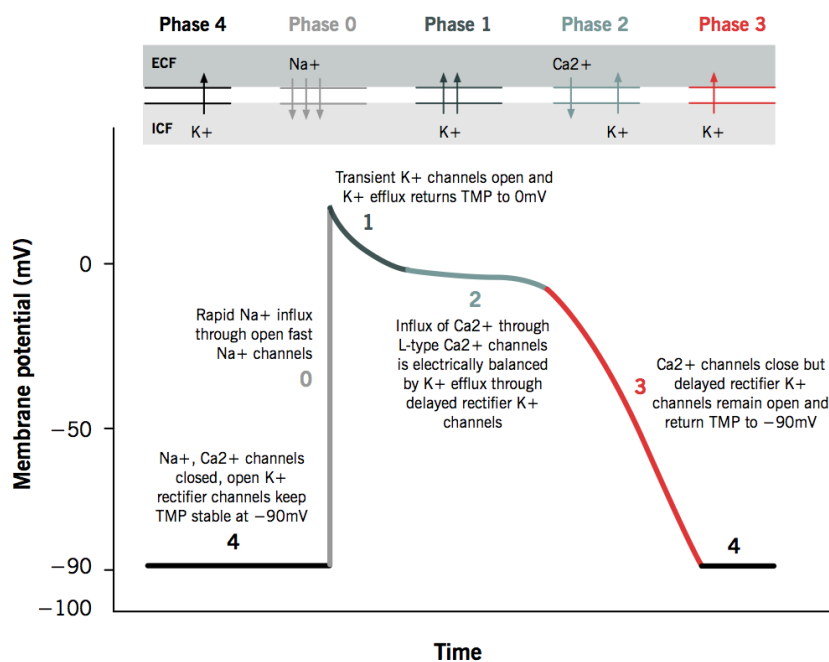 Phase 4 Phase 0 Phase 1 Phase 2 Phase 3
ECF Na+ Ca2+
ICF K+ K+ K+ K+
Transient K+ channels open and
K+ efflux returns TMP to 0mV
1
0
2
Rapid Na+ influx
through open fast
Na+ channels
0
Influx of Ca2+ through
L-type Ca2+ channels
is electrically balanced
by K+ efflux through
delayed rectifier K+
channels
3
Ca2+ channels close but
delayed rectifier K+
channels remain open and
return TMP to −90mV
−50
Na+, Ca2+ channels
closed, open K+
rectifier channels keep
TMP stable at −90mV
4
4
−90
−100
Membrane potential (mV)
Time